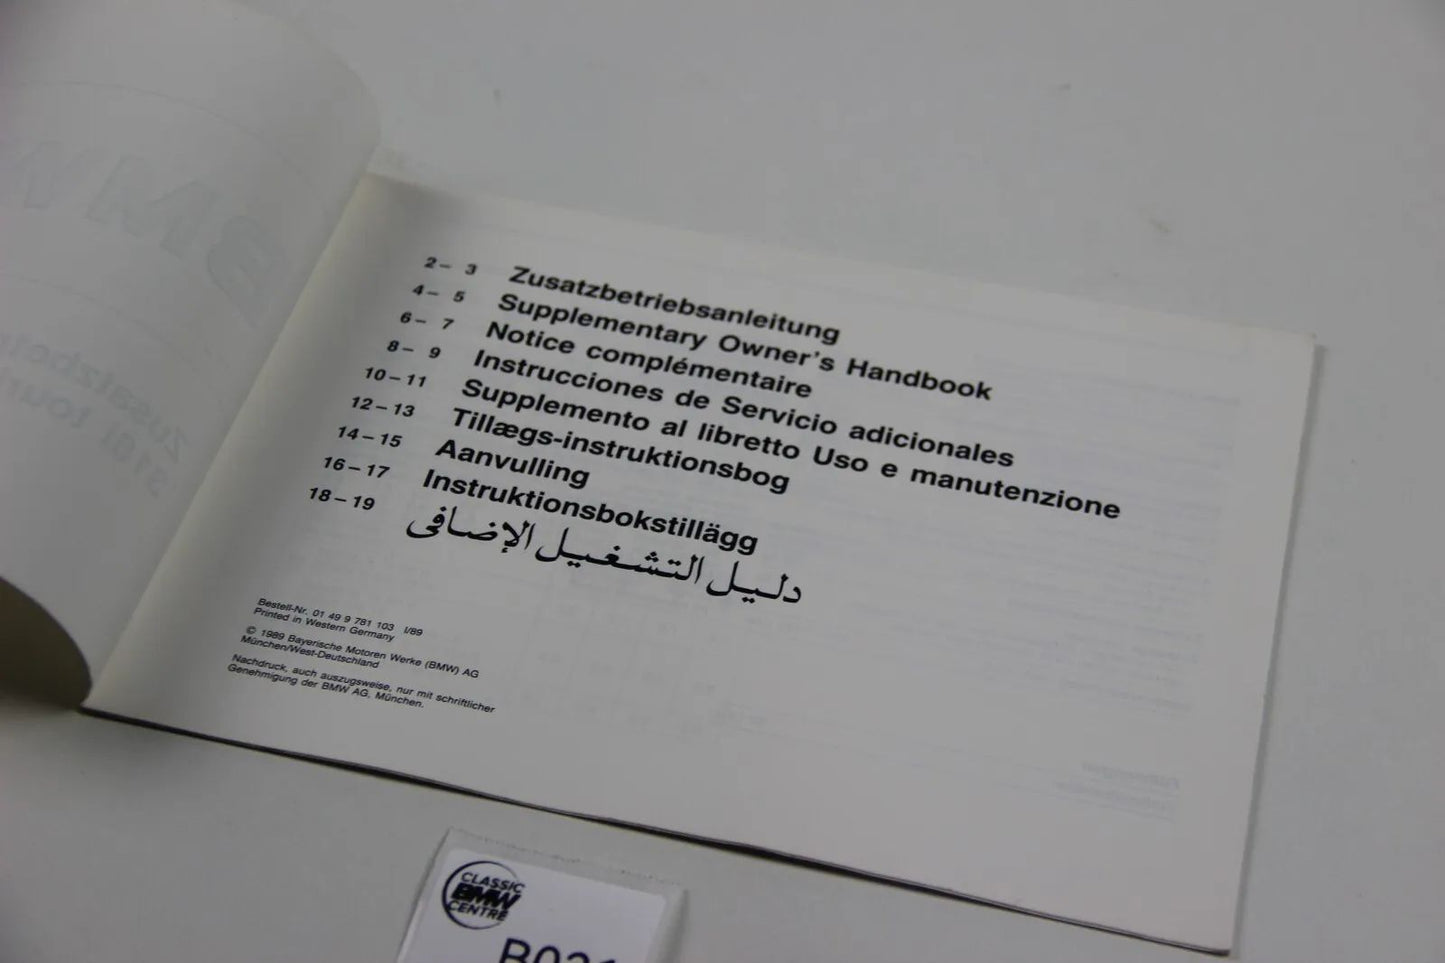 2 – 3 Zusatzbetriebsanleitung
4 – 5 Supplementary Owner's Handbook
6 – 7 Notice complémentaire
8 – 9 Instrucciones de Servicio adicionales
10 – 11 Supplemento al libretto Uso e manutenzione
12 – 13 Tillægs-instruktionsbog
14 – 15 Aanvulling
16 – 17 Instruktionsbokstillägg
18 – 19 دليل التشغيل الإضافى
Bestell-Nr. 01 49 9 781 103 I/89
Printed in Western Germany
© 1989 Bayerische Motoren Werke (BMW) AG
München/West-Deutschland
Nachdruck, auch auszugsweise, nur mit schriftlicher
Genehmigung der BMW AG, München.
CLASSIC
BMW
CENTRE